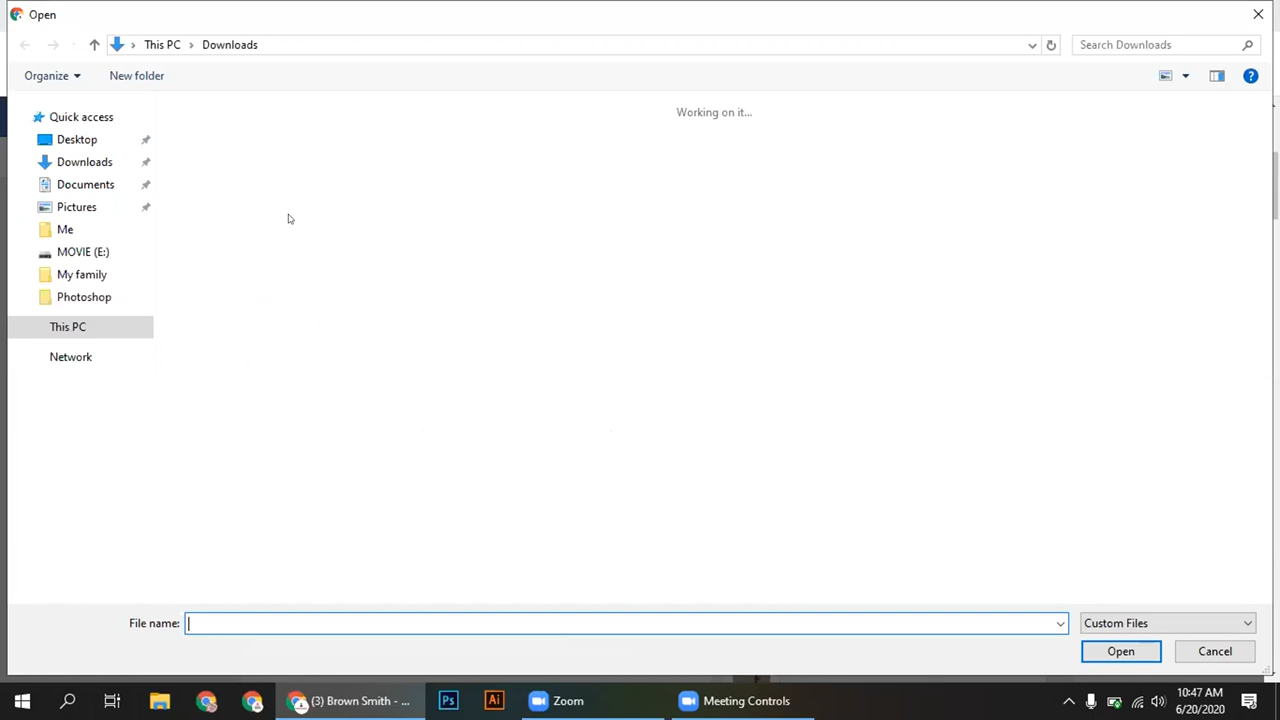 Open
This PC > Downloads
Search Downloads
Organize
New folder
Working on it...
Quick access
Desktop
Downloads
Documents
Pictures
Me
MOVIE (E:)
My family
Photoshop
This PC
Network
File name:
Custom Files
Open
Cancel
(3) Brown Smith - ...
Ps
Ai
Zoom
Meeting Controls
10:47 AM
6/20/2020